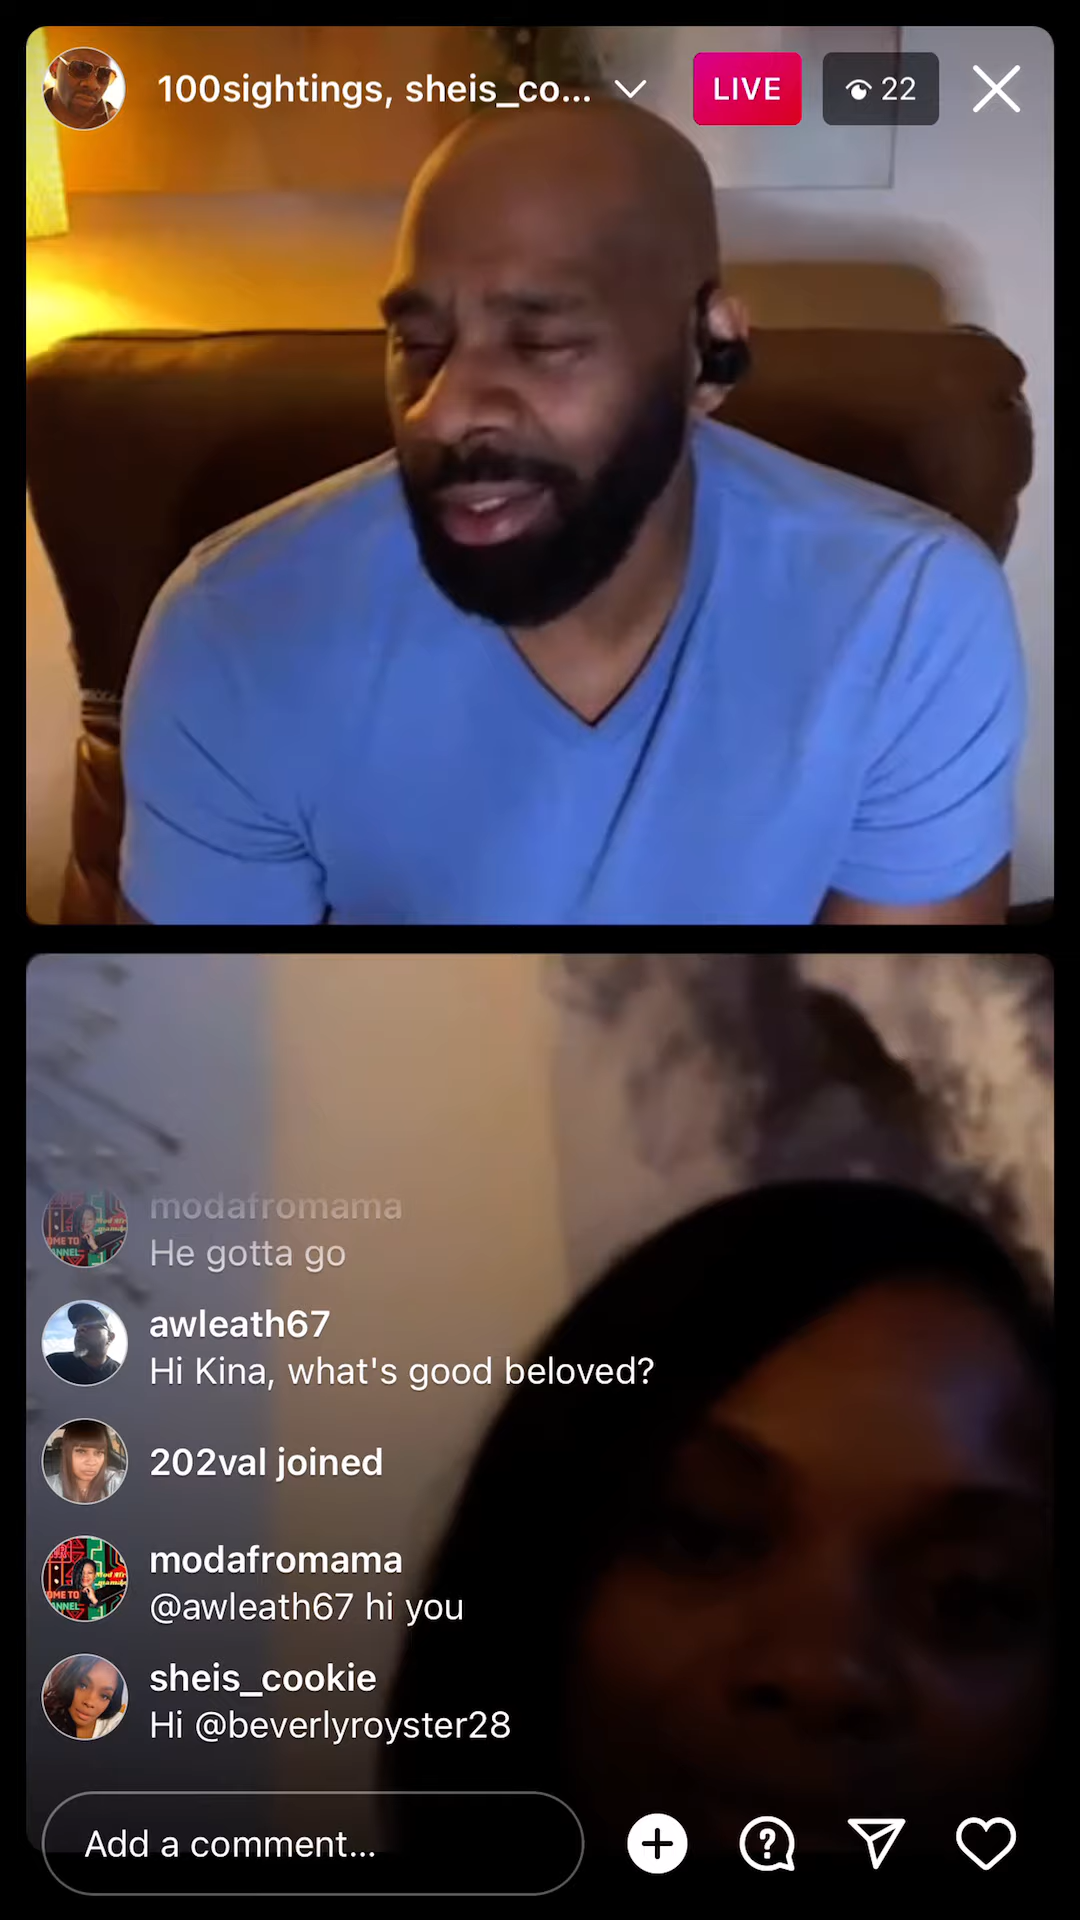 100sightings, sheis_co...
LIVE
22
modafromama
He gotta go
awleath67
Hi Kina, what's good beloved?
202val joined
modafromama
@awleath67 hi you
sheis_cookie
Hi @beverlyroyster28
Add a comment...